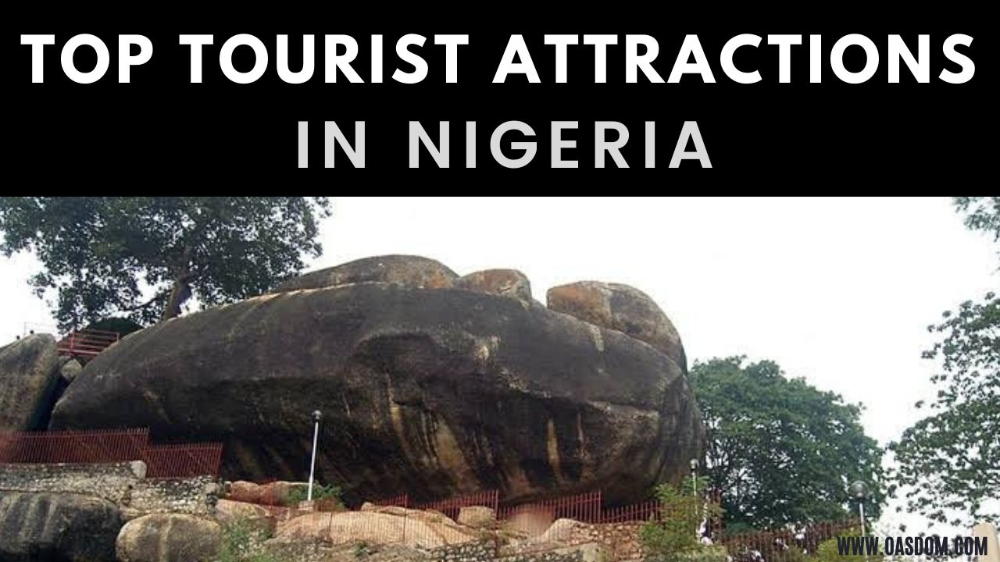 TOP TOURIST ATTRACTIONS
IN NIGERIA
WWW.OASDOM.COM